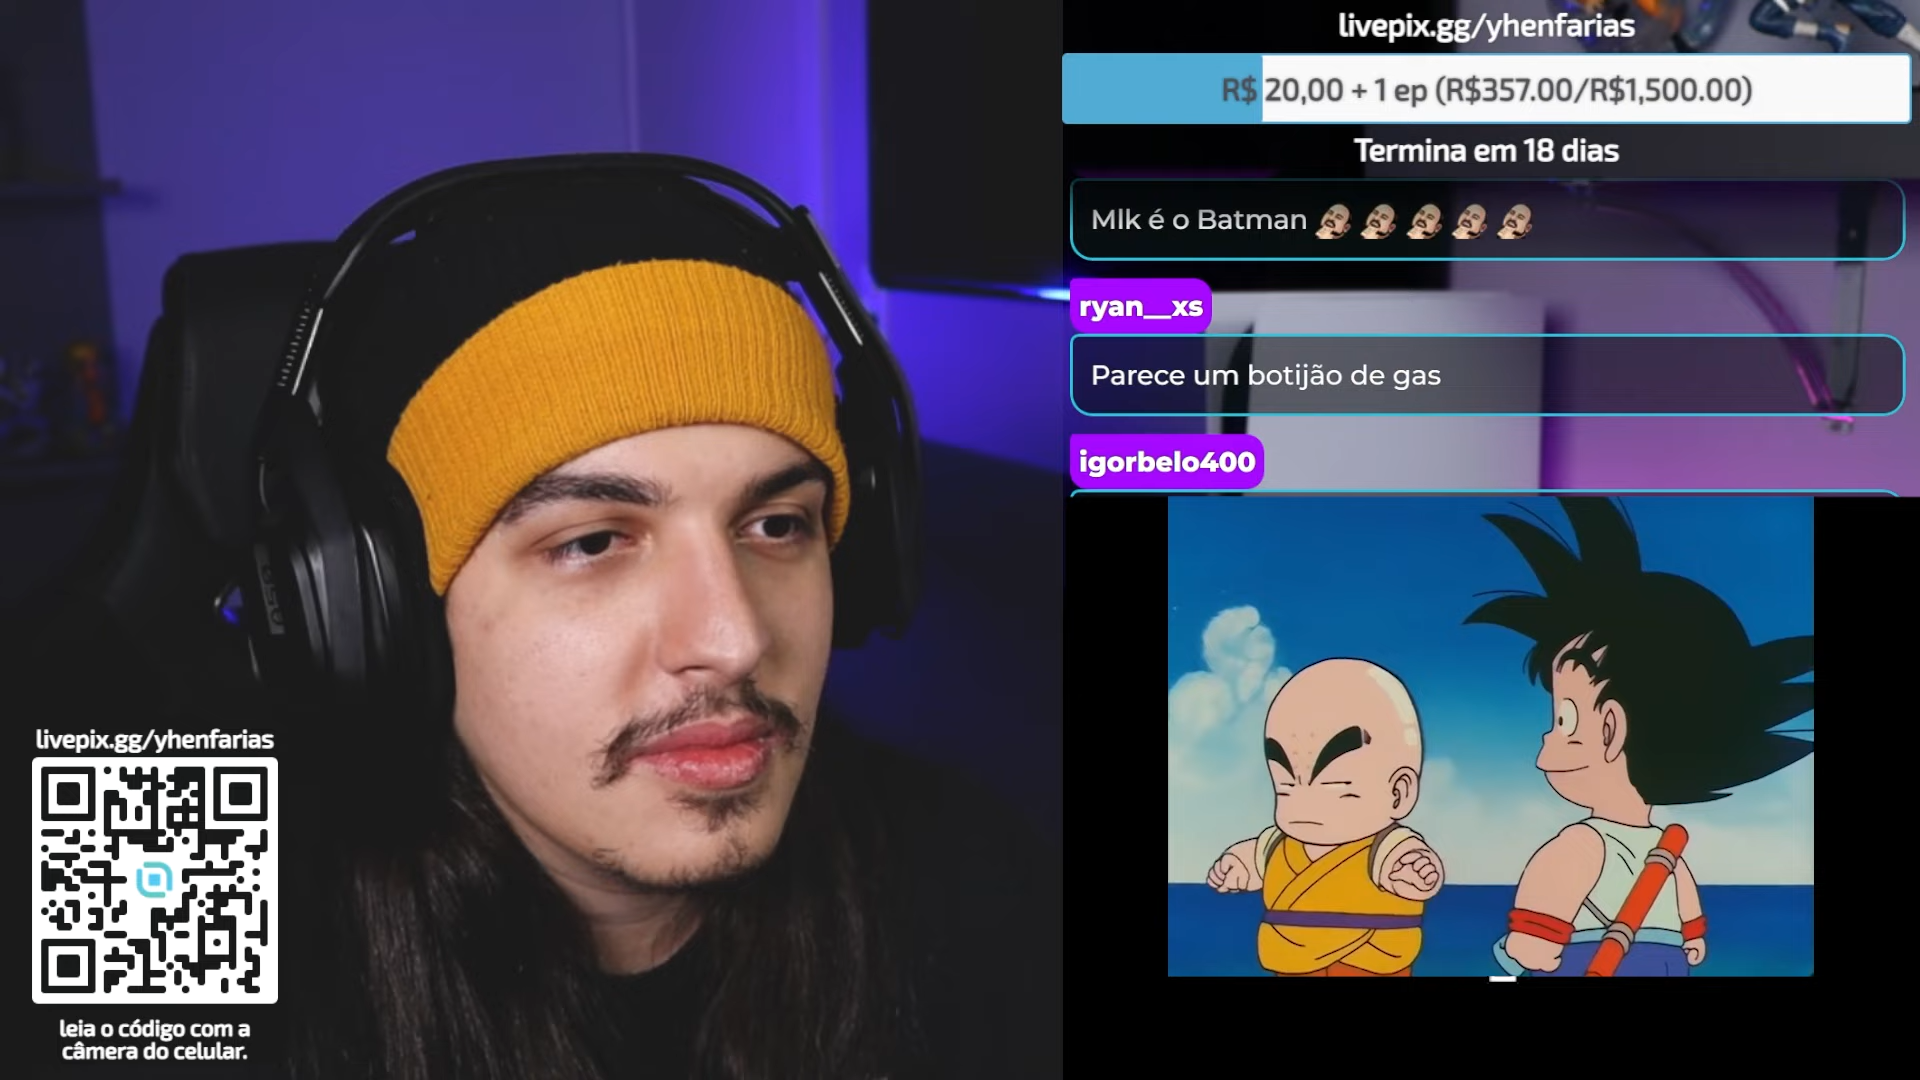 livepix.gg/yhenfarias
R$ 20,00 + 1 ep (R$357.00/R$1,500.00)
Termina em 18 dias
Mlk é o Batman
ryan__xs
Parece um botijão de gas
igorbelo400
livepix.gg/yhenfarias
leia o código com a
câmera do celular.